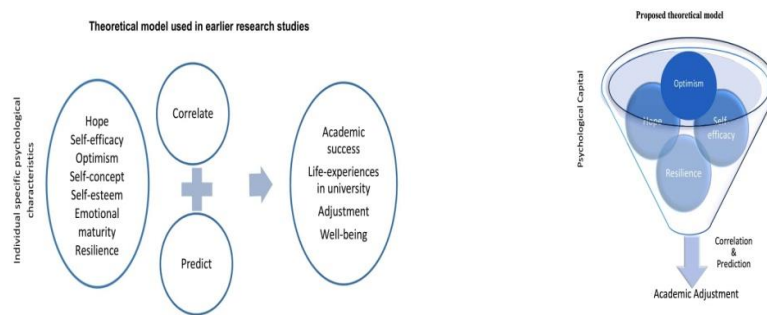 Theoretical model used in earlier research studies
Individual specific psychological
characteristics
Hope
Self-efficacy
Optimism
Self-concept
Self-esteem
Emotional
maturity
Resilience
Correlate
Predict
Academic
success
Life-experiences
in university
Adjustment
Well-being
Proposed theoretical model
Psychological Capital
Optimism
Hope
Self-
efficacy
Resilience
Correlation
&
Prediction
Academic Adjustment